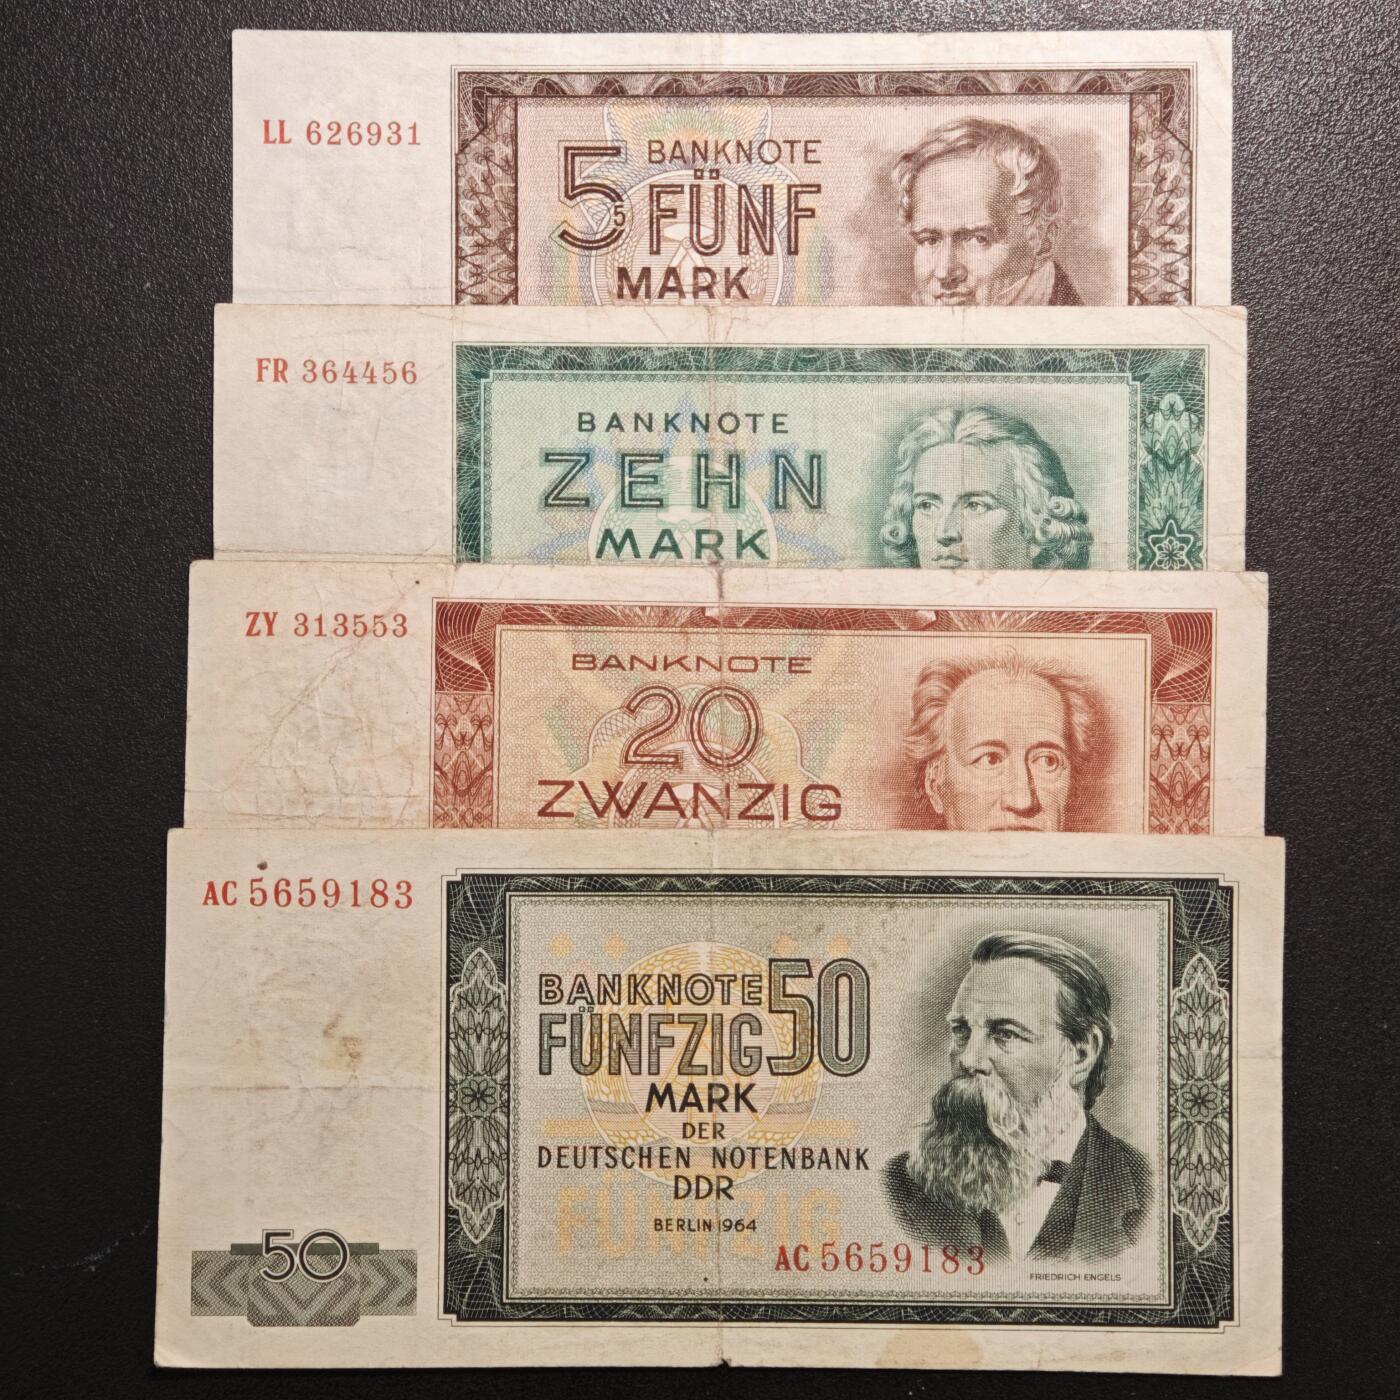 LL 626931
5 BANKNOTE
5 FÜNF
MARK
FR 364456
BANKNOTE
ZEHN
MARK
ZY 313553
BANKNOTE
20
ZWANZIG
AC 5659183
BANKNOTE 50
FÜNFZIG
MARK
DER
DEUTSCHEN NOTENBANK
DDR
BERLIN 1964
FÜNFZIG
AC 5659183
FRIEDRICH ENGELS
50